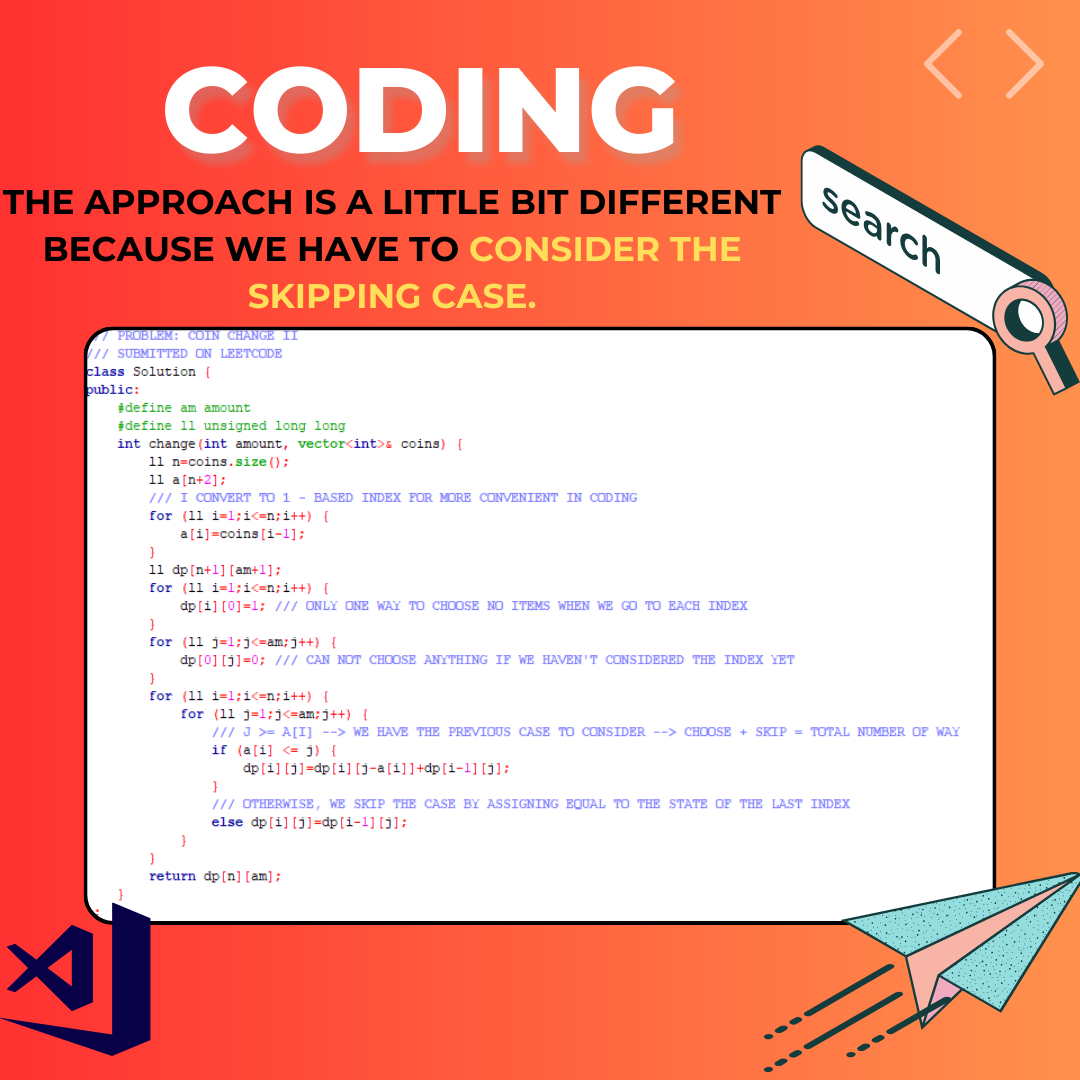 CODING
THE APPROACH IS A LITTLE BIT DIFFERENT
BECAUSE WE HAVE TO CONSIDER THE
SKIPPING CASE.
search
/// PROBLEM: COIN CHANGE II
/// SUBMITTED ON LEETCODE
class Solution {
public:
    #define am amount
    #define ll unsigned long long
    int change(int amount, vector<int>& coins) {
        ll n=coins.size();
        ll a[n+2];
        /// I CONVERT TO 1 - BASED INDEX FOR MORE CONVENIENT IN CODING
        for (ll i=1;i<=n;i++) {
            a[i]=coins[i-1];
        }
        ll dp[n+1][am+1];
        for (ll i=1;i<=n;i++) {
            dp[i][0]=1; /// ONLY ONE WAY TO CHOOSE NO ITEMS WHEN WE GO TO EACH INDEX
        }
        for (ll j=1;j<=am;j++) {
            dp[0][j]=0; /// CAN NOT CHOOSE ANYTHING IF WE HAVEN'T CONSIDERED THE INDEX YET
        }
        for (ll i=1;i<=n;i++) {
            for (ll j=1;j<=am;j++) {
                /// J >= A[I] --> WE HAVE THE PREVIOUS CASE TO CONSIDER --> CHOOSE + SKIP = TOTAL NUMBER OF WAY
                if (a[i] <= j) {
                    dp[i][j]=dp[i][j-a[i]]+dp[i-1][j];
                }
                /// OTHERWISE, WE SKIP THE CASE BY ASSIGNING EQUAL TO THE STATE OF THE LAST INDEX
                else dp[i][j]=dp[i-1][j];
            }
        }
        return dp[n][am];
    }